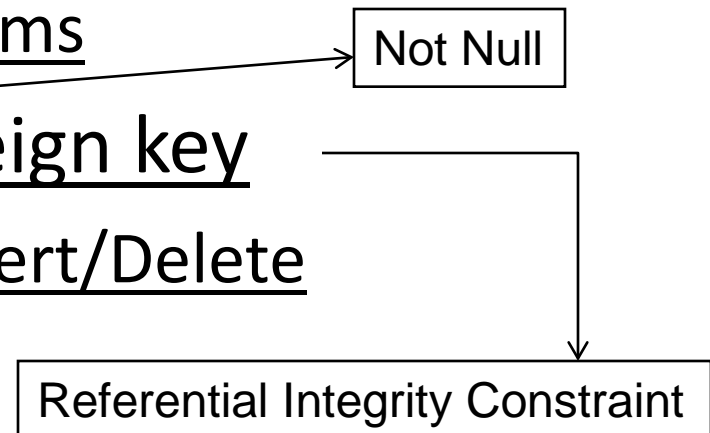 ms
Not Null
eign key
ert/Delete
Referential Integrity Constraint